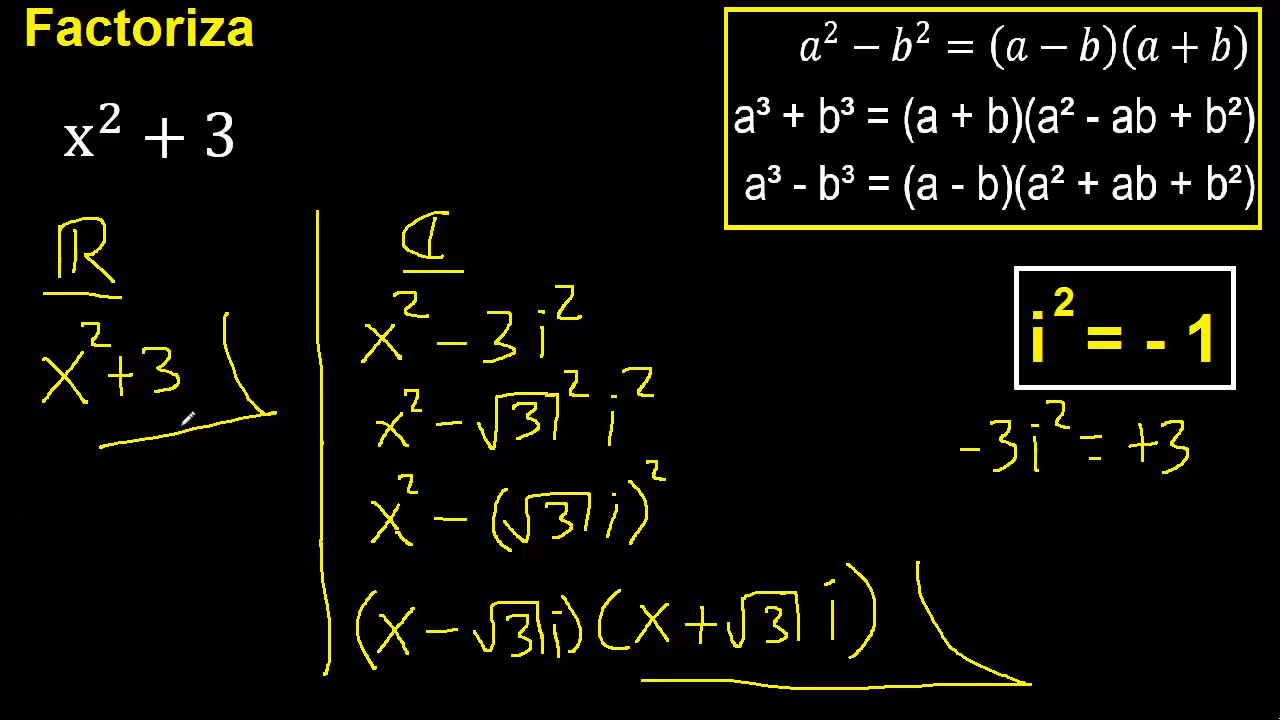 Factoriza
x² + 3
a² − b² = (a − b)(a + b)
a³ + b³ = (a + b)(a² - ab + b²)
a³ - b³ = (a - b)(a² + ab + b²)
i² = - 1
-3i² = +3
ℝ
x²+3
ℂ
x² - 3i²
x² - √3² i²
x² - (√3 i)²
(x - √3 i)(x + √3 i)